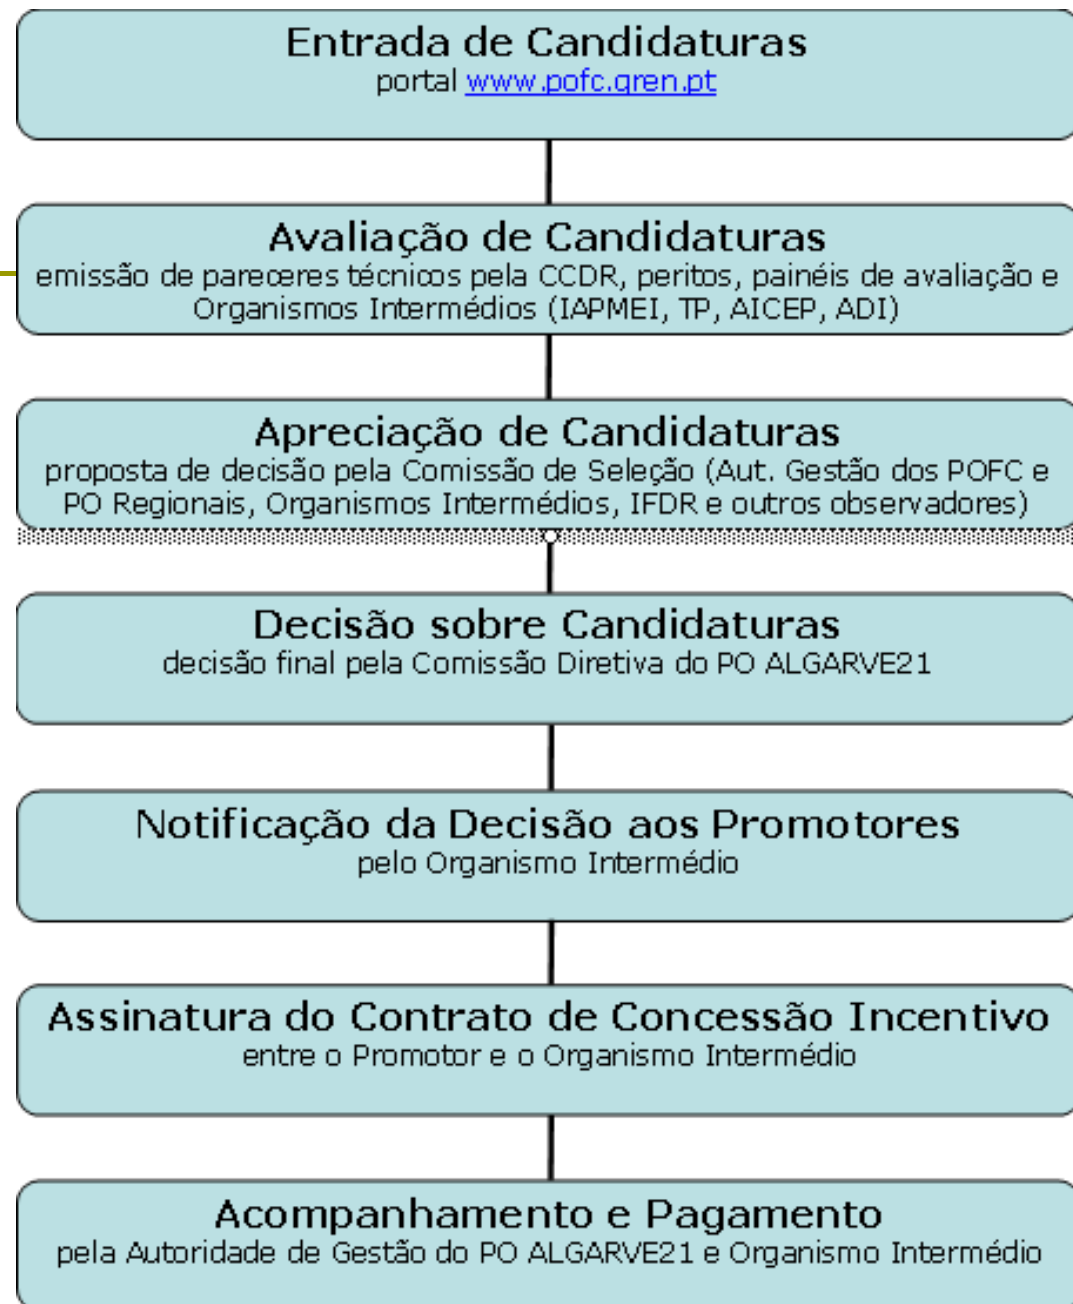 Entrada de Candidaturas
portal www.pofc.qren.pt
Avaliação de Candidaturas
emissão de pareceres técnicos pela CCDR, peritos, painéis de avaliação e
Organismos Intermédios (IAPMEI, TP, AICEP, ADI)
Apreciação de Candidaturas
proposta de decisão pela Comissão de Seleção (Aut. Gestão dos POFC e
PO Regionais, Organismos Intermédios, IFDR e outros observadores)
Decisão sobre Candidaturas
decisão final pela Comissão Diretiva do PO ALGARVE21
Notificação da Decisão aos Promotores
pelo Organismo Intermédio
Assinatura do Contrato de Concessão Incentivo
entre o Promotor e o Organismo Intermédio
Acompanhamento e Pagamento
pela Autoridade de Gestão do PO ALGARVE21 e Organismo Intermédio